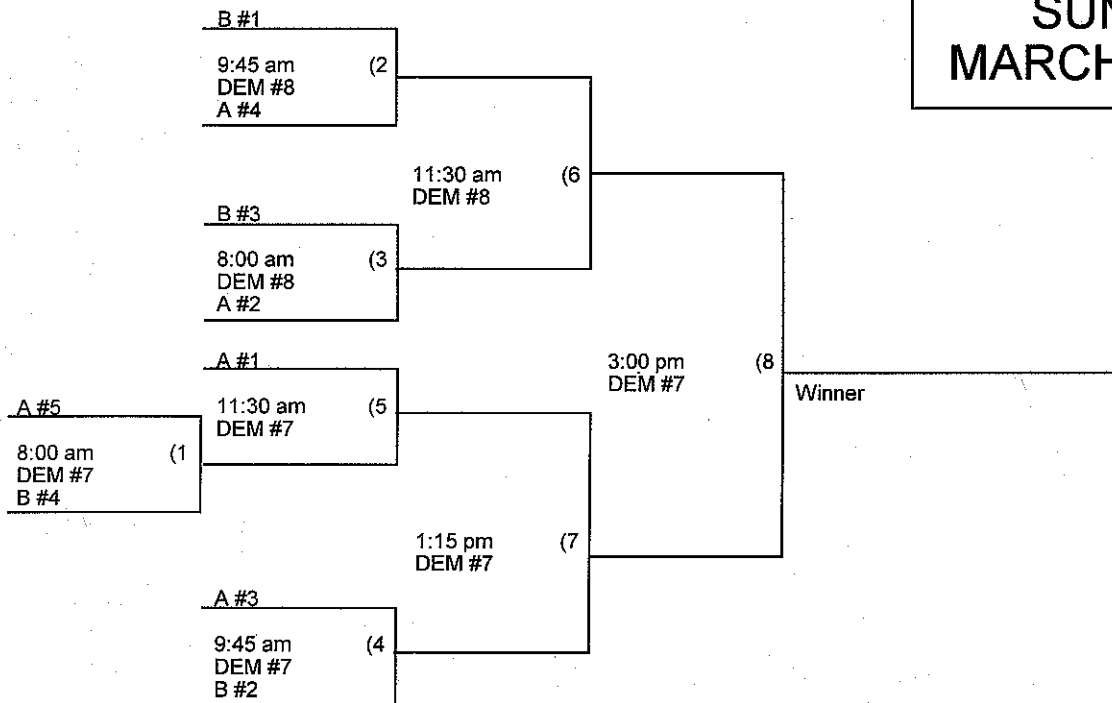 SUN
MARCH
B #1
9:45 am (2
DEM #8
A #4
11:30 am (6
DEM #8
B #3
8:00 am (3
DEM #8
A #2
A #1
11:30 am (5
DEM #7
3:00 pm (8
DEM #7
Winner
A #5
8:00 am (1
DEM #7
B #4
1:15 pm (7
DEM #7
A #3
9:45 am (4
DEM #7
B #2